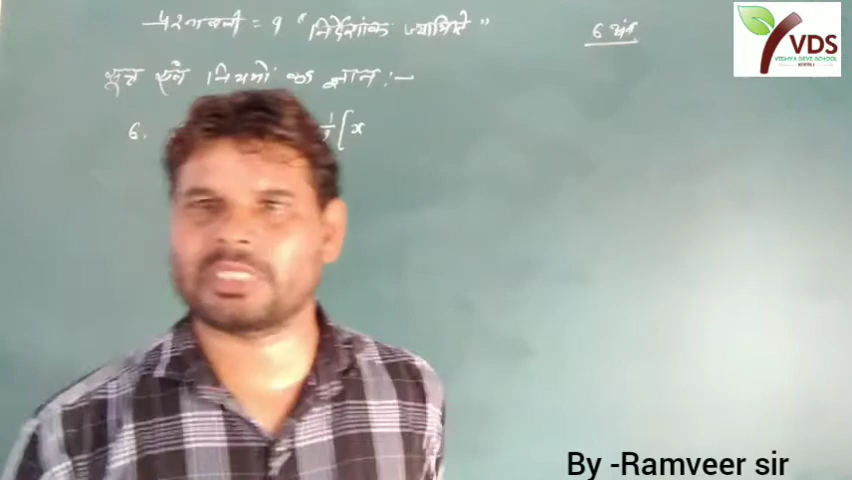 प्रश्नावली = 9 "निर्देशांक ज्यामिति"
6 अंक
सूत्र एवं नियमों का ज्ञान :-
6. [x
VDS
VIDHYA DEVI SCHOOL
By -Ramveer sir